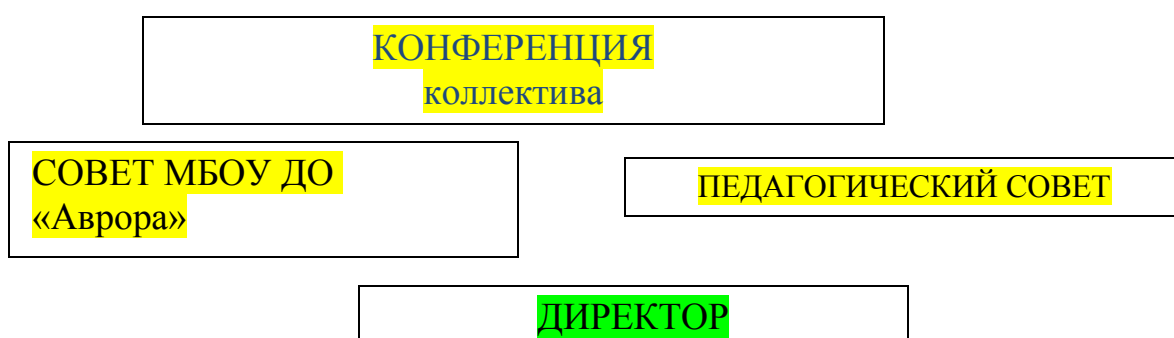 КОНФЕРЕНЦИЯ
коллектива
СОВЕТ МБОУ ДО
«Аврора»
ПЕДАГОГИЧЕСКИЙ СОВЕТ
ДИРЕКТОР